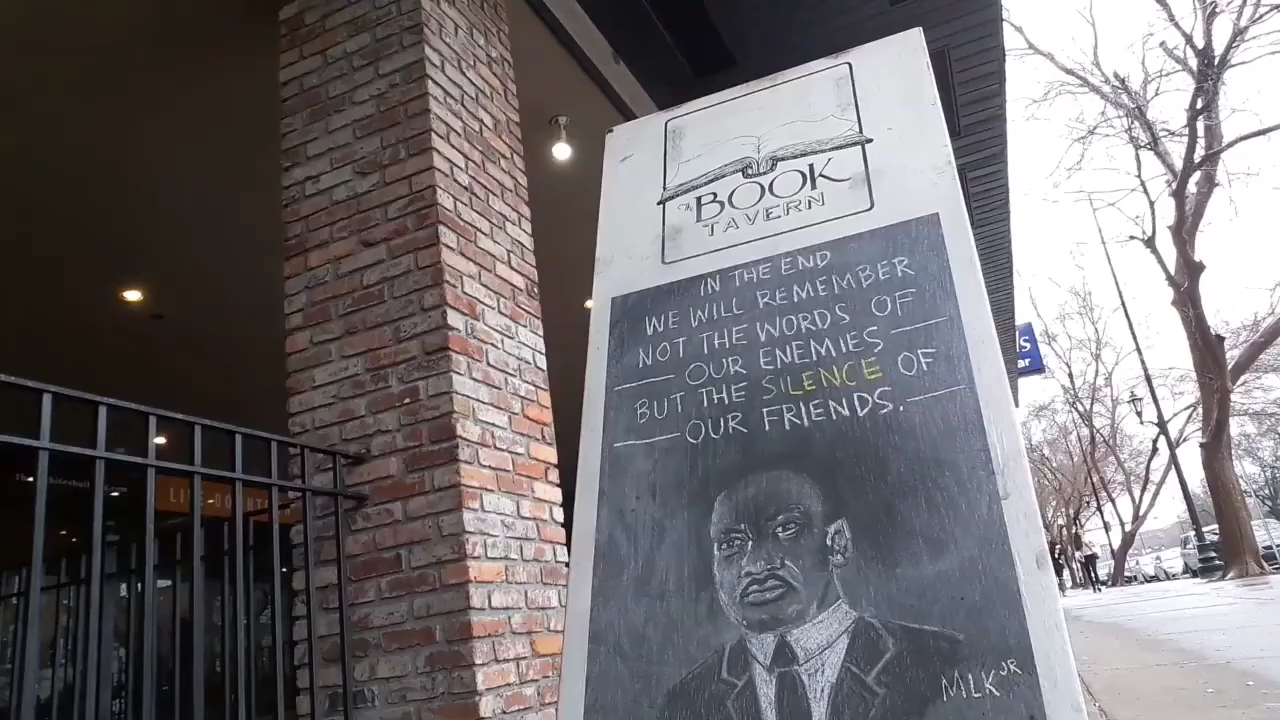 The
BOOK
TAVERN
IN THE END
WE WILL REMEMBER
NOT THE WORDS OF
OUR ENEMIES
BUT THE SILENCE OF
OUR FRIENDS.
MLK JR